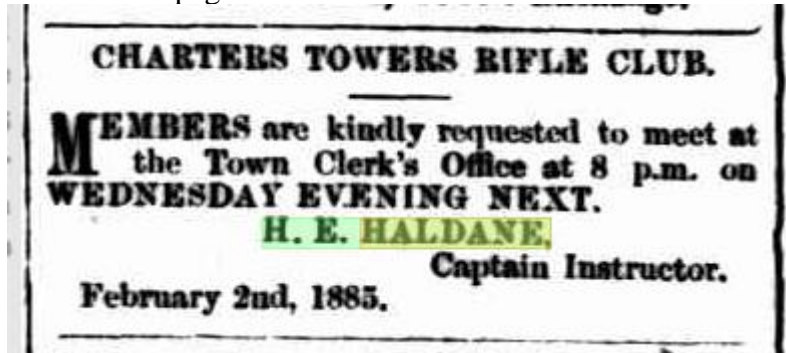 CHARTERS TOWERS RIFLE CLUB.
MEMBERS are kindly requested to meet at
the Town Clerk's Office at 8 p.m. on
WEDNESDAY EVENING NEXT.
H. E. HALDANE,
Captain Instructor.
February 2nd, 1885.